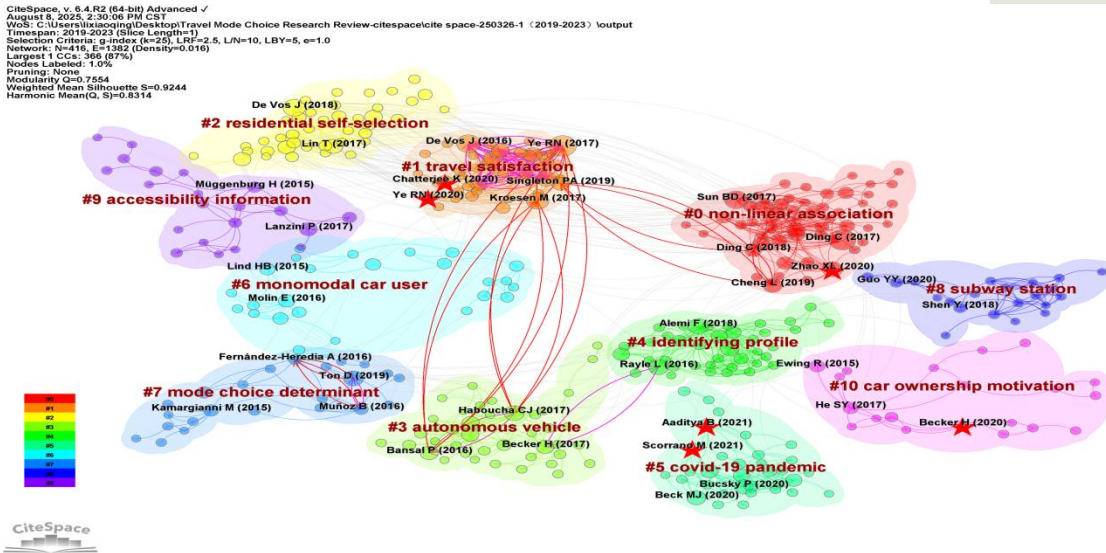 CiteSpace, v. 6.4.R2 (64-bit) Advanced ✓
August 8, 2025, 2:30:06 PM CST
WoS: C:\Users\lixiaoqing\Desktop\Travel Mode Choice Research Review-citespace\cite space-250326-1（2019-2023）\output
Timespan: 2019-2023 (Slice Length=1)
Selection Criteria: g-index (k=25), LRF=2.5, L/N=10, LBY=5, e=1.0
Network: N=416, E=1382 (Density=0.016)
Largest 1 CCs: 366 (87%)
Nodes Labeled: 1.0%
Pruning: None
Modularity Q=0.7554
Weighted Mean Silhouette S=0.9244
Harmonic Mean(Q, S)=0.8314
De Vos J (2018)
#2 residential self-selection
Lin T (2017)
De Vos J (2016)
Ye RN (2017)
#1 travel satisfaction
Chatterjee K (2020)
Singleton PA (2019)
Ye RN (2020)
Kroesen M (2017)
Müggenburg H (2015)
#9 accessibility information
Lanzini P (2017)
Sun BD (2017)
#0 non-linear association
Ding C (2017)
Ding C (2018)
Zhao XL (2020)
Cheng L (2019)
Guo YY (2020)
#8 subway station
Shen Y (2018)
Lind HB (2015)
#6 monomodal car user
Molin E (2016)
Alemi F (2018)
#4 identifying profile
Rayle L (2016)
Ewing R (2015)
Fernández-Heredia A (2016)
Ton D (2019)
#7 mode choice determinant
Kamargianni M (2015)
Muñoz B (2016)
#10 car ownership motivation
He SY (2017)
Becker H (2020)
Haboucha CJ (2017)
#3 autonomous vehicle
Becker H (2017)
Bansal P (2016)
Aaditya B (2021)
Scorrano M (2021)
#5 covid-19 pandemic
Bucsky P (2020)
Beck MJ (2020)
#0
#1
#2
#3
#4
#5
#6
#7
#8
#9
CiteSpace